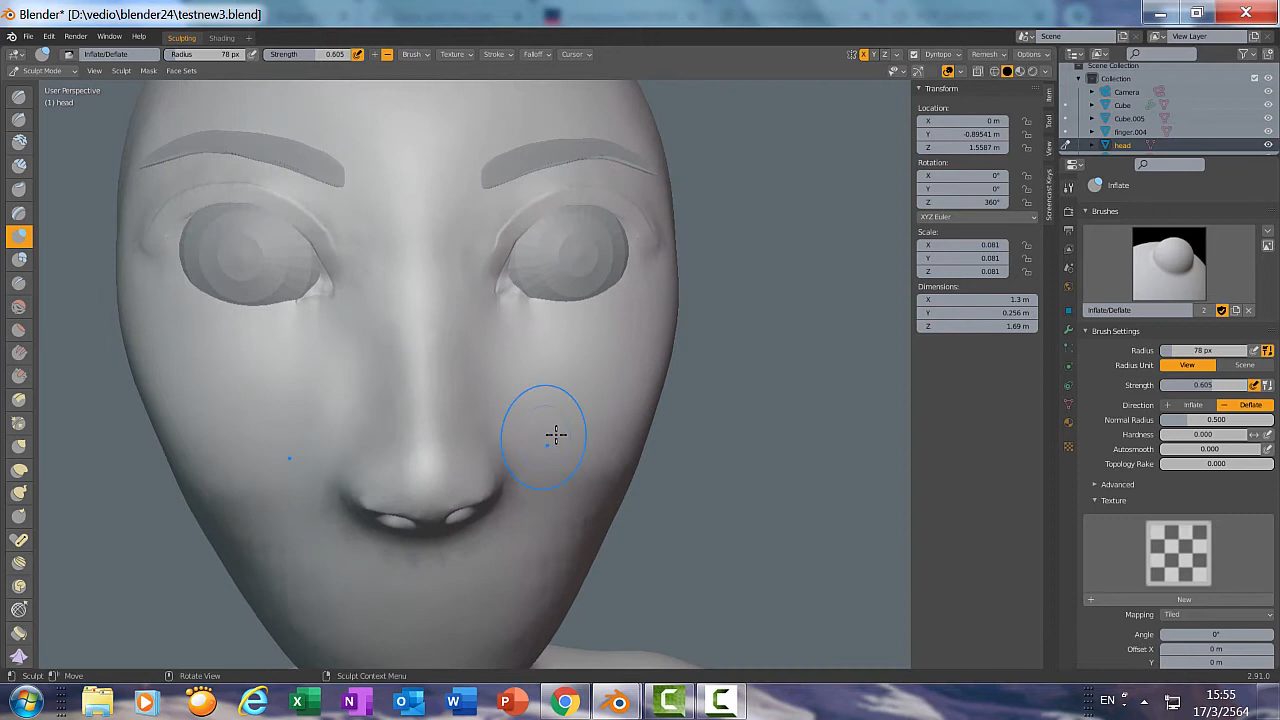 Blender* [D:\vedio\blender24\testnew3.blend]
File Edit Render Window Help Sculpting Shading + Scene View Layer
Inflate/Deflate Radius 78 px Strength 0.605 + − Brush Texture Stroke Falloff Cursor X Y Z Dyntopo Remesh Options
Sculpt Mode View Sculpt Mask Face Sets
User Perspective
(1) head
Transform
Location:
X 0 m
Y -0.89541 m
Z 1.5587 m
Rotation:
X 0°
Y 0°
Z 360°
XYZ Euler
Scale:
X 0.081
Y 0.081
Z 0.081
Dimensions:
X 1.3 m
Y 0.256 m
Z 1.69 m
Item
Tool
View
Screencast Keys
Scene Collection
Collection
Camera
Cube
Cube.005
finger.004
head
Inflate
Brushes
Inflate/Deflate 2
Brush Settings
Radius 78 px
Radius Unit View Scene
Strength 0.605
Direction + Inflate − Deflate
Normal Radius 0.500
Hardness 0.000
Autosmooth 0.000
Topology Rake 0.000
Advanced
Texture
+ New
Mapping Tiled
Angle 0°
Offset X 0 m
Y 0 m
Sculpt Move Rotate View Sculpt Context Menu 2.91.0
EN 15:55
17/3/2564